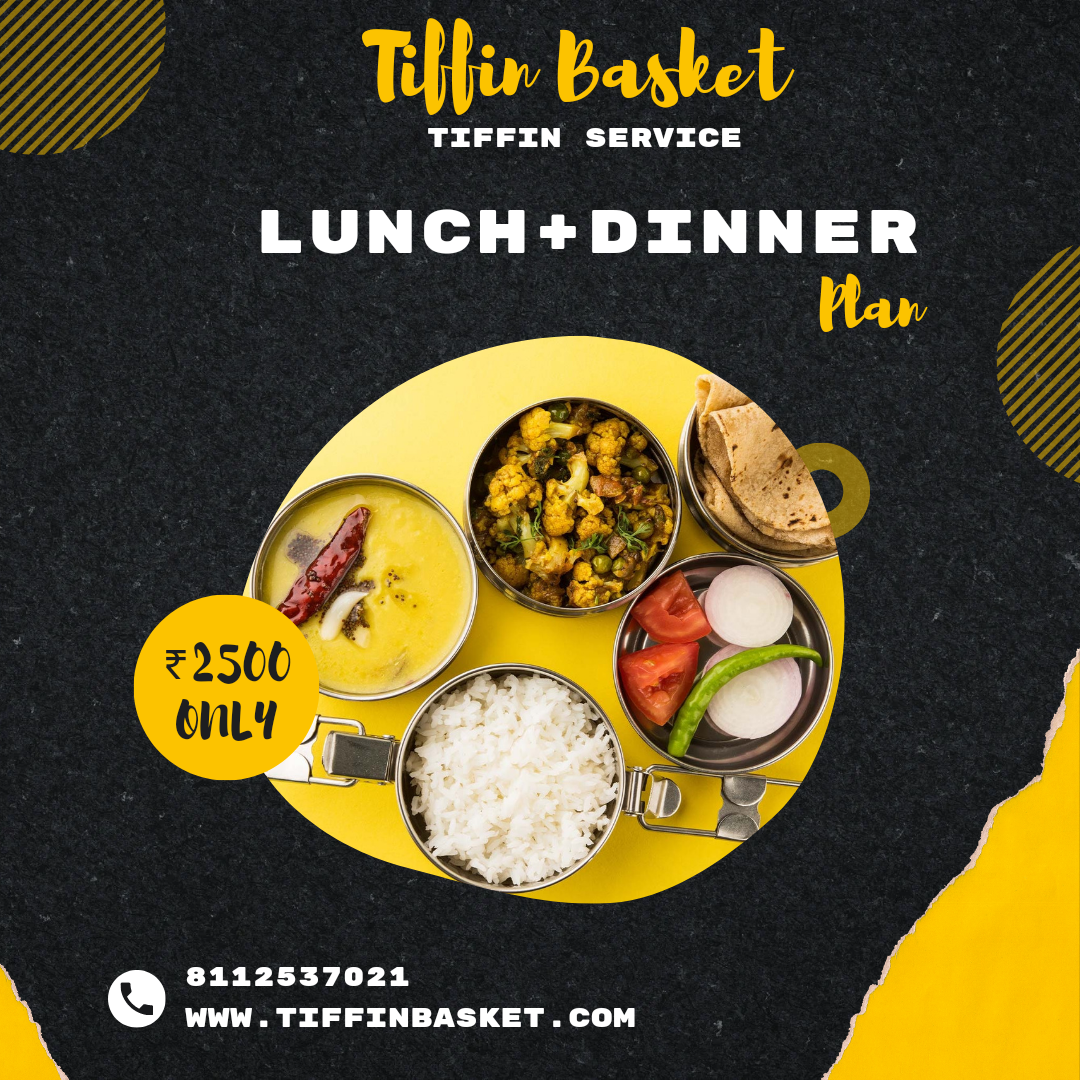 Tiffin Basket
TIFFIN SERVICE
LUNCH+DINNER
Plan
₹2500
ONLY
8112537021
WWW.TIFFINBASKET.COM